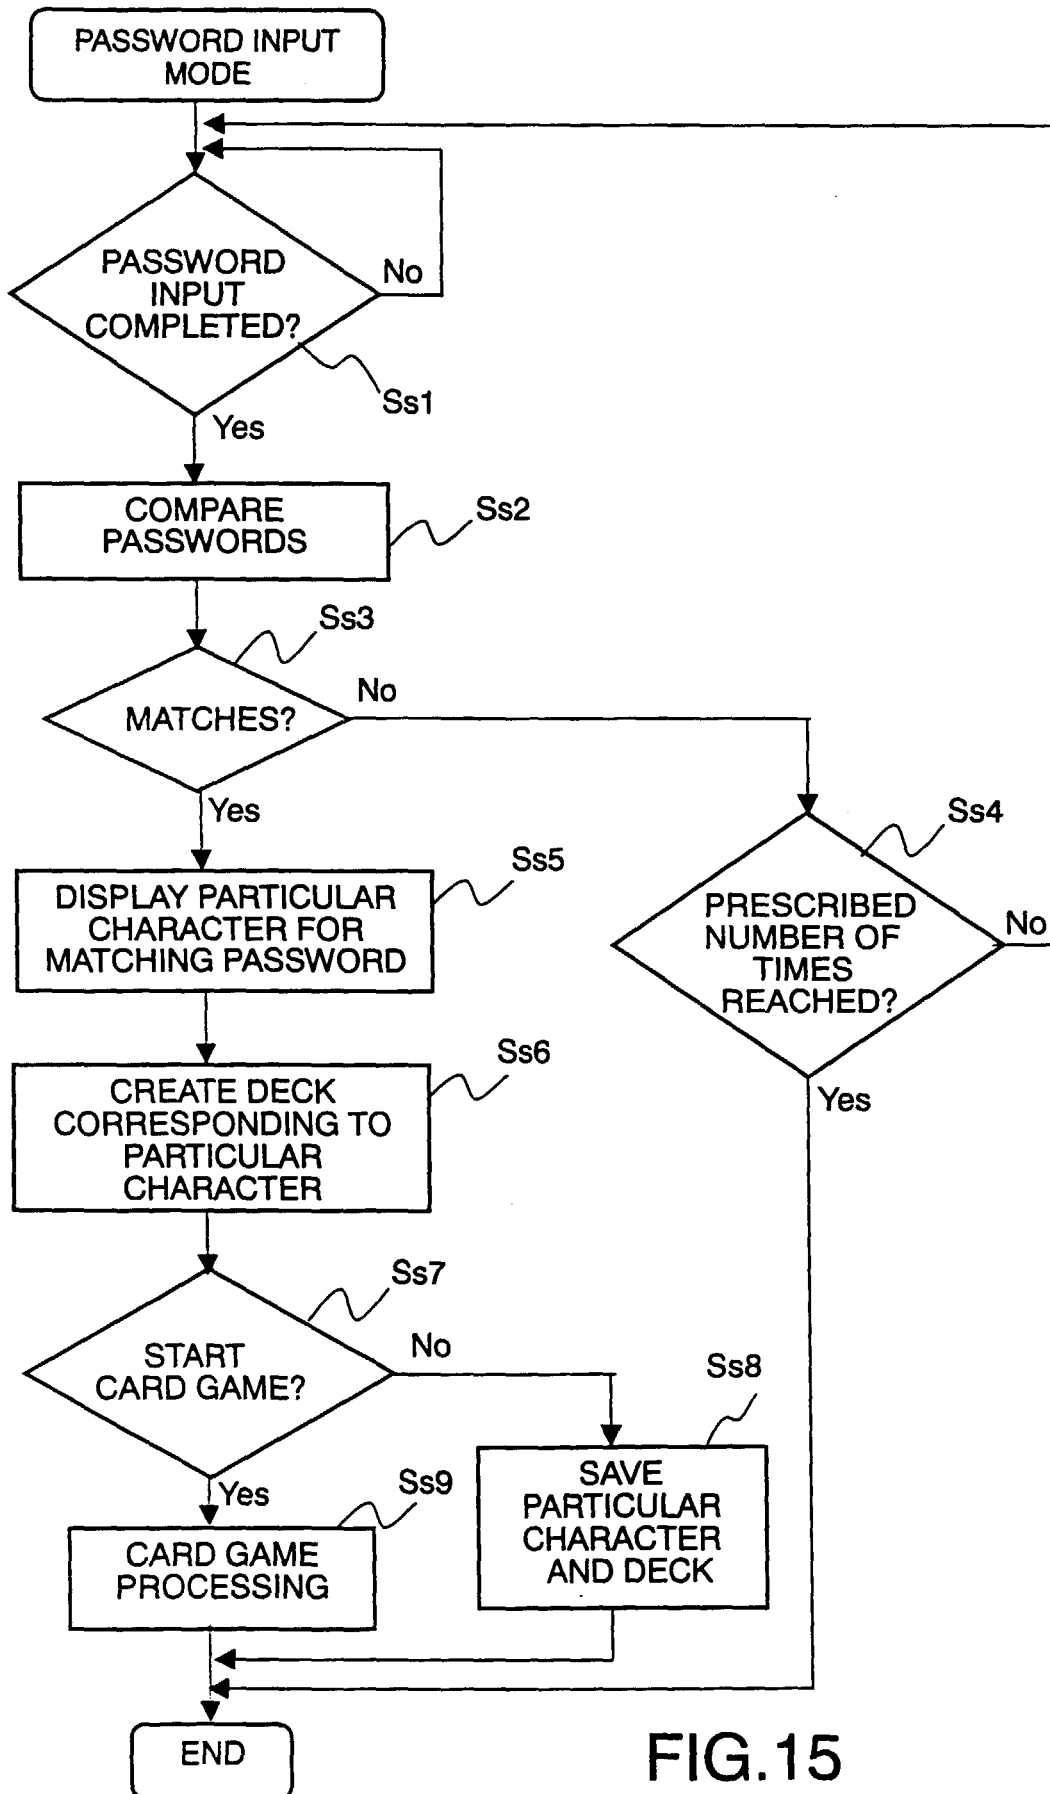 PASSWORD INPUT
MODE
PASSWORD
INPUT
COMPLETED?
No
Ss1
Yes
COMPARE
PASSWORDS
Ss2
Ss3
MATCHES?
No
Yes
Ss4
PRESCRIBED
NUMBER OF
TIMES
REACHED?
No
Yes
Ss5
DISPLAY PARTICULAR
CHARACTER FOR
MATCHING PASSWORD
Ss6
CREATE DECK
CORRESPONDING TO
PARTICULAR
CHARACTER
Ss7
START
CARD GAME?
No
Yes
Ss8
SAVE
PARTICULAR
CHARACTER
AND DECK
Ss9
CARD GAME
PROCESSING
END
FIG.15